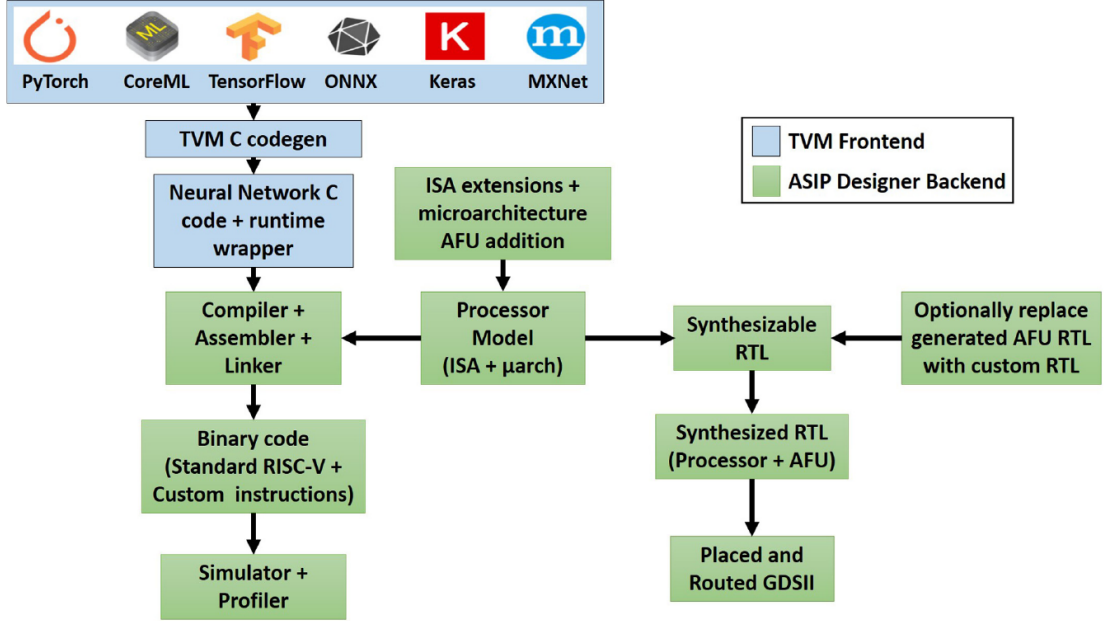 ML
K
m
PyTorch CoreML TensorFlow ONNX Keras MXNet
TVM C codegen
Neural Network C
code + runtime
wrapper
ISA extensions +
microarchitecture
AFU addition
TVM Frontend
ASIP Designer Backend
Compiler +
Assembler +
Linker
Processor
Model
(ISA + μarch)
Synthesizable
RTL
Optionally replace
generated AFU RTL
with custom RTL
Binary code
(Standard RISC-V +
Custom instructions)
Synthesized RTL
(Processor + AFU)
Simulator +
Profiler
Placed and
Routed GDSII